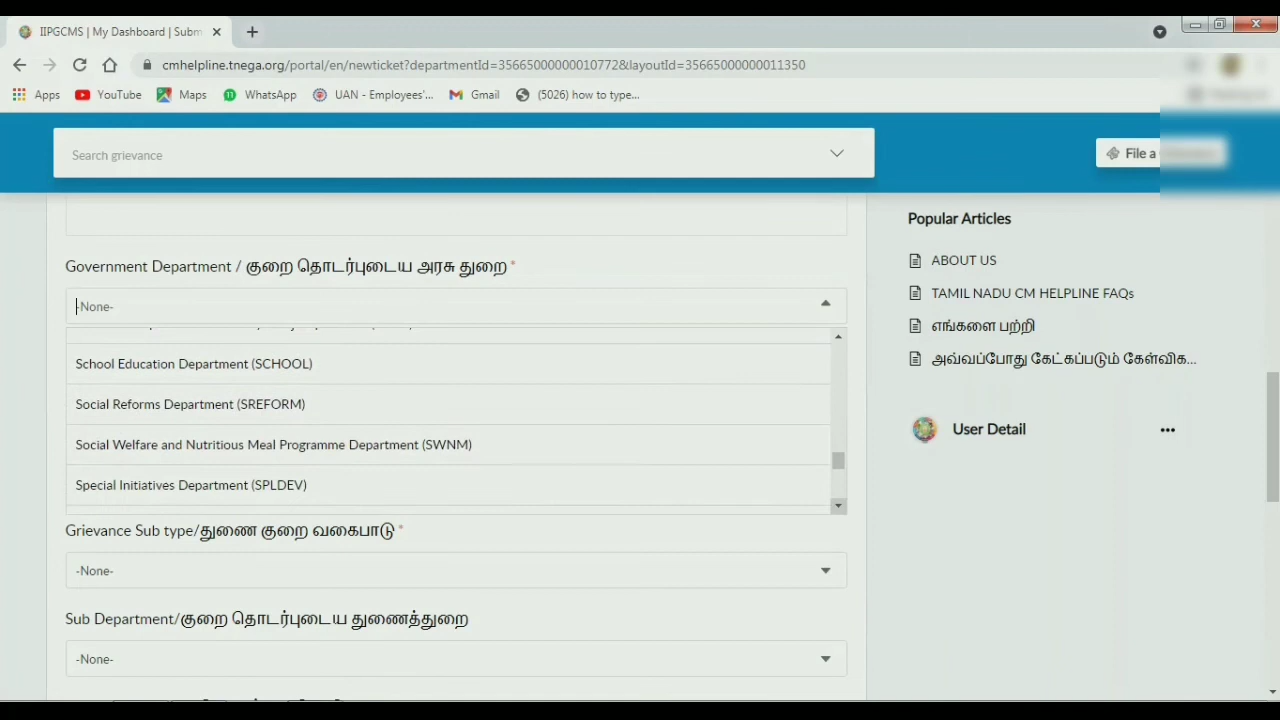 IIPGCMS | My Dashboard | Subm
cmhelpline.tnega.org/portal/en/newticket?departmentId=35665000000010772&layoutId=35665000000011350
Apps YouTube Maps WhatsApp UAN - Employees'... Gmail (5026) how to type...
Search grievance
File a
Popular Articles
Government Department / குறை தொடர்புடைய அரசு துறை *
ABOUT US
-None-
TAMIL NADU CM HELPLINE FAQs
எங்களை பற்றி
School Education Department (SCHOOL)
அவ்வப்போது கேட்கப்படும் கேள்விக...
Social Reforms Department (SREFORM)
User Detail
Social Welfare and Nutritious Meal Programme Department (SWNM)
Special Initiatives Department (SPLDEV)
Grievance Sub type/துணை குறை வகைபாடு *
-None-
Sub Department/குறை தொடர்புடைய துணைத்துறை
-None-